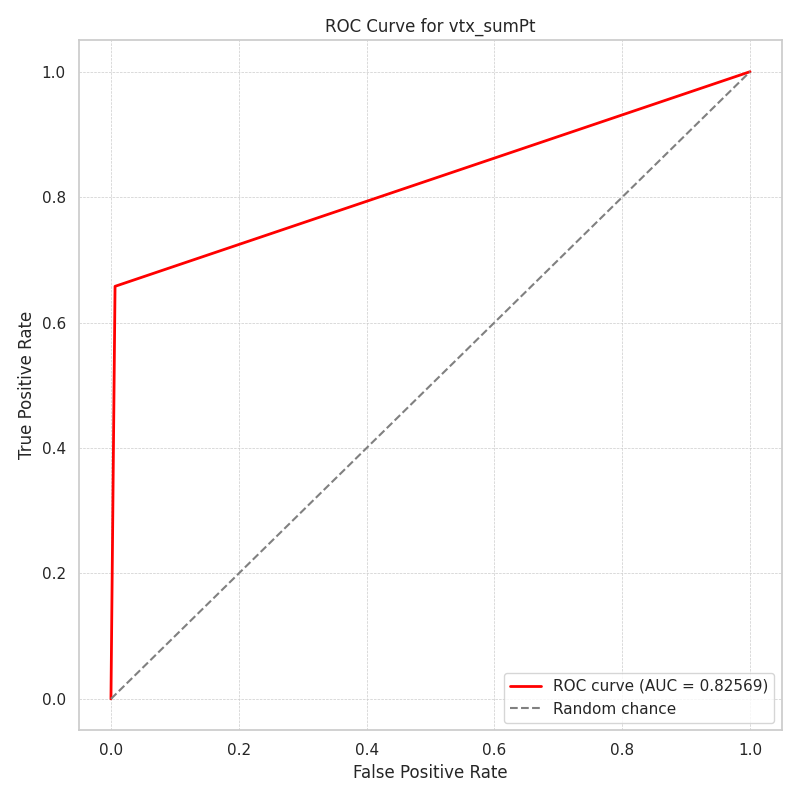 ROC Curve for vtx_sumPt
True Positive Rate
1.0
0.8
0.6
0.4
0.2
0.0
0.0 0.2 0.4 0.6 0.8 1.0
False Positive Rate
ROC curve (AUC = 0.82569)
Random chance